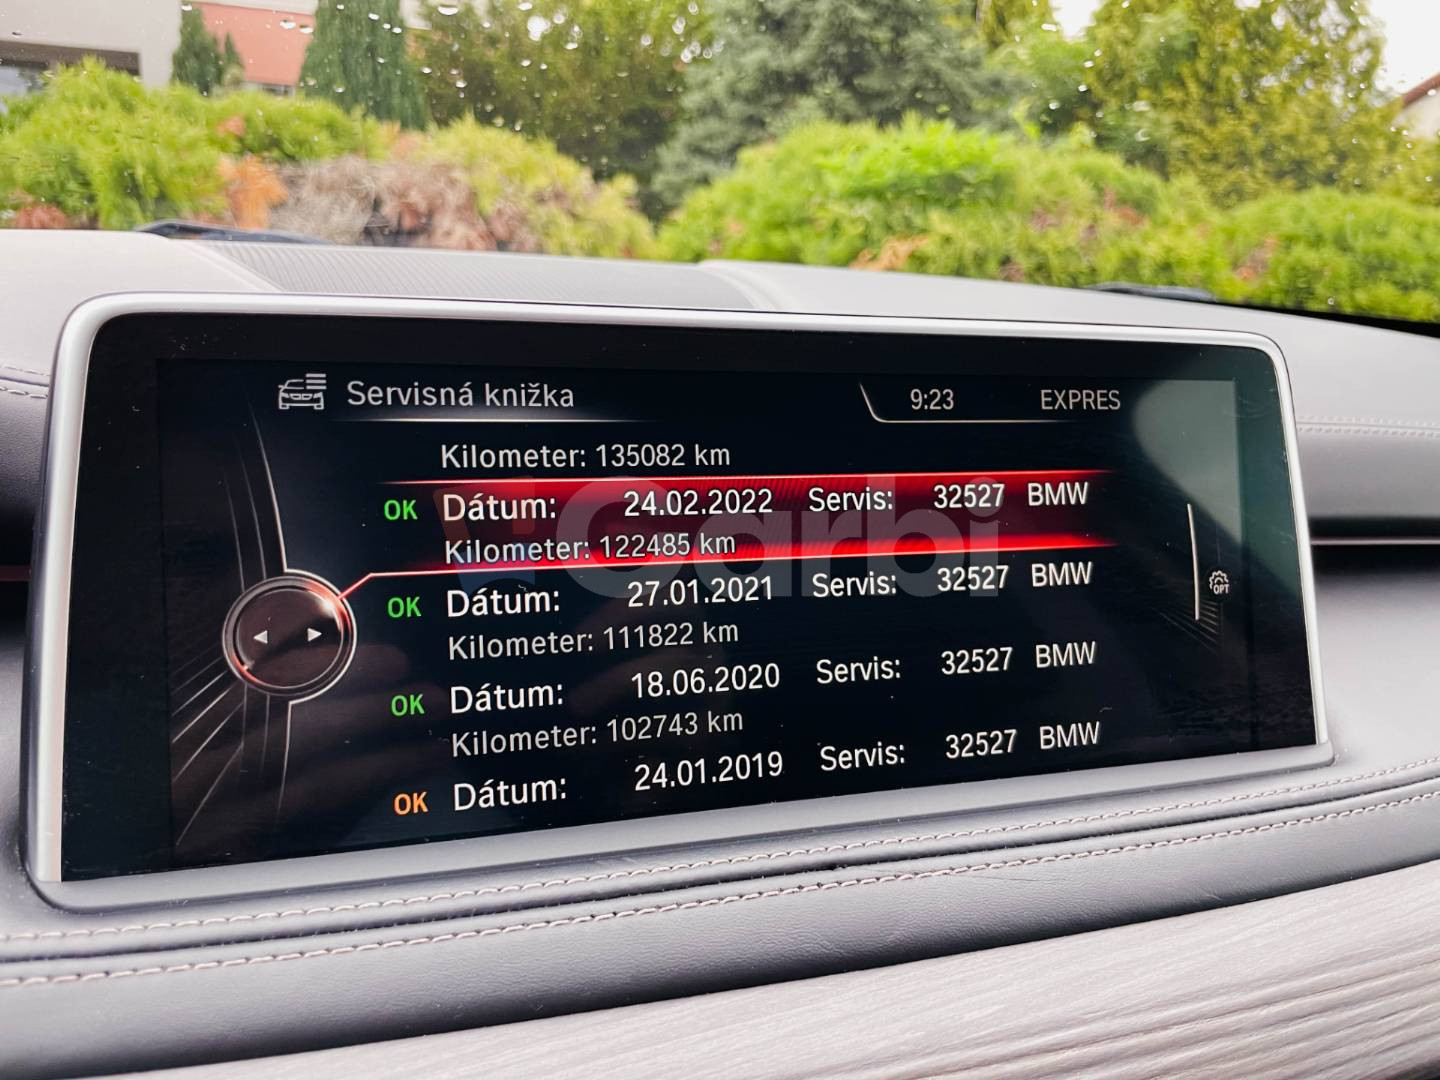 Servisná knižka 9:23 EXPRES
Kilometer: 135082 km
OK Dátum: 24.02.2022 Servis: 32527 BMW
Kilometer: 122485 km
OK Dátum: 27.01.2021 Servis: 32527 BMW
Kilometer: 111822 km
OK Dátum: 18.06.2020 Servis: 32527 BMW
Kilometer: 102743 km
OK Dátum: 24.01.2019 Servis: 32527 BMW
OPT
Garbi